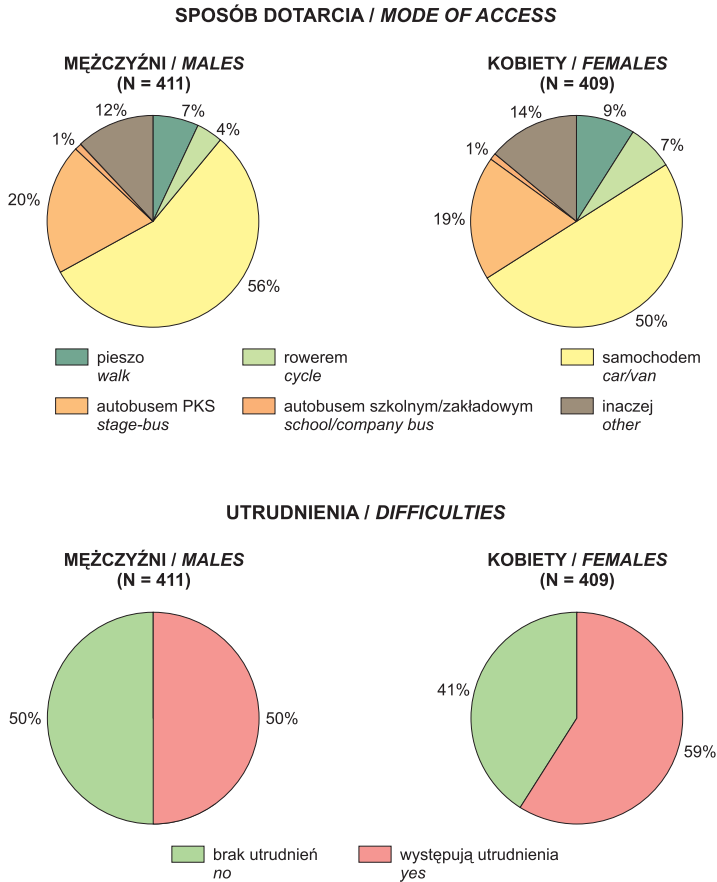 SPOSÓB DOTARCIA / MODE OF ACCESS
MĘŻCZYŹNI / MALES
(N = 411)
12%
7%
4%
1%
20%
56%
KOBIETY / FEMALES
(N = 409)
14%
9%
7%
1%
19%
50%
pieszo
walk
rowerem
cycle
samochodem
car/van
autobusem PKS
stage-bus
autobusem szkolnym/zakładowym
school/company bus
inaczej
other
UTRUDNIENIA / DIFFICULTIES
MĘŻCZYŹNI / MALES
(N = 411)
50%
50%
KOBIETY / FEMALES
(N = 409)
41%
59%
brak utrudnień
no
występują utrudnienia
yes